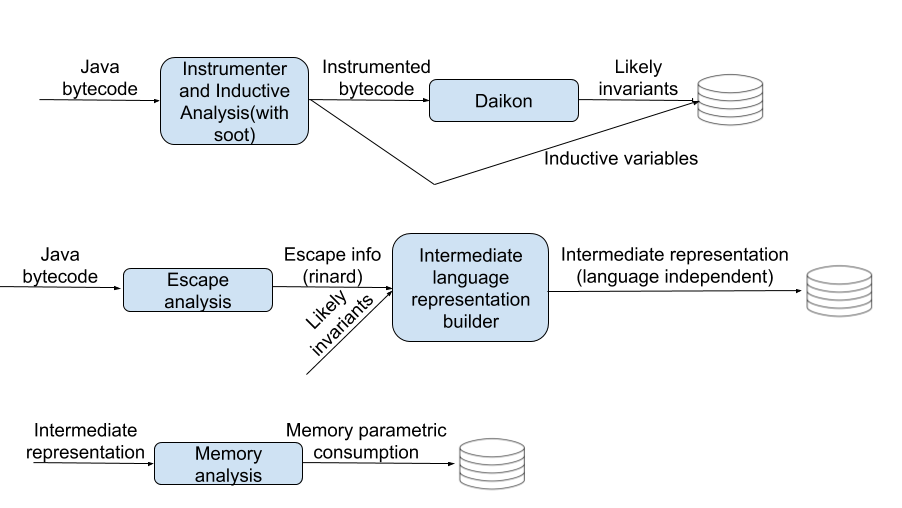 Java
bytecode
Instrumenter
and Inductive
Analysis(with
soot)
Instrumented
bytecode
Daikon
Likely
invariants
Inductive variables
Java
bytecode
Escape
analysis
Escape info
(rinard)
Likely
invariants
Intermediate
language
representation
builder
Intermediate representation
(language independent)
Intermediate
representation
Memory
analysis
Memory parametric
consumption